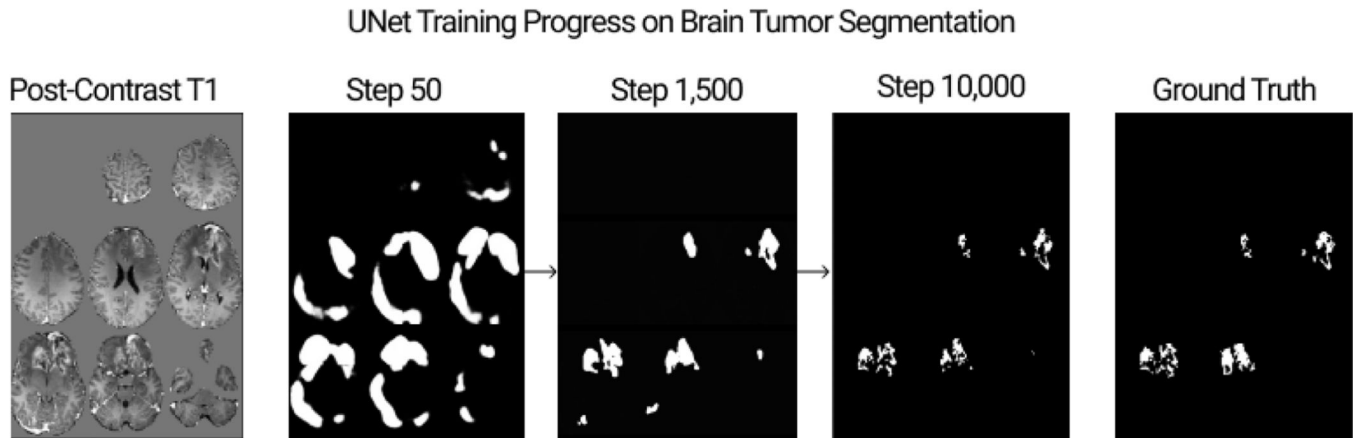 UNet Training Progress on Brain Tumor Segmentation
Post-Contrast T1
Step 50
Step 1,500
Step 10,000
Ground Truth